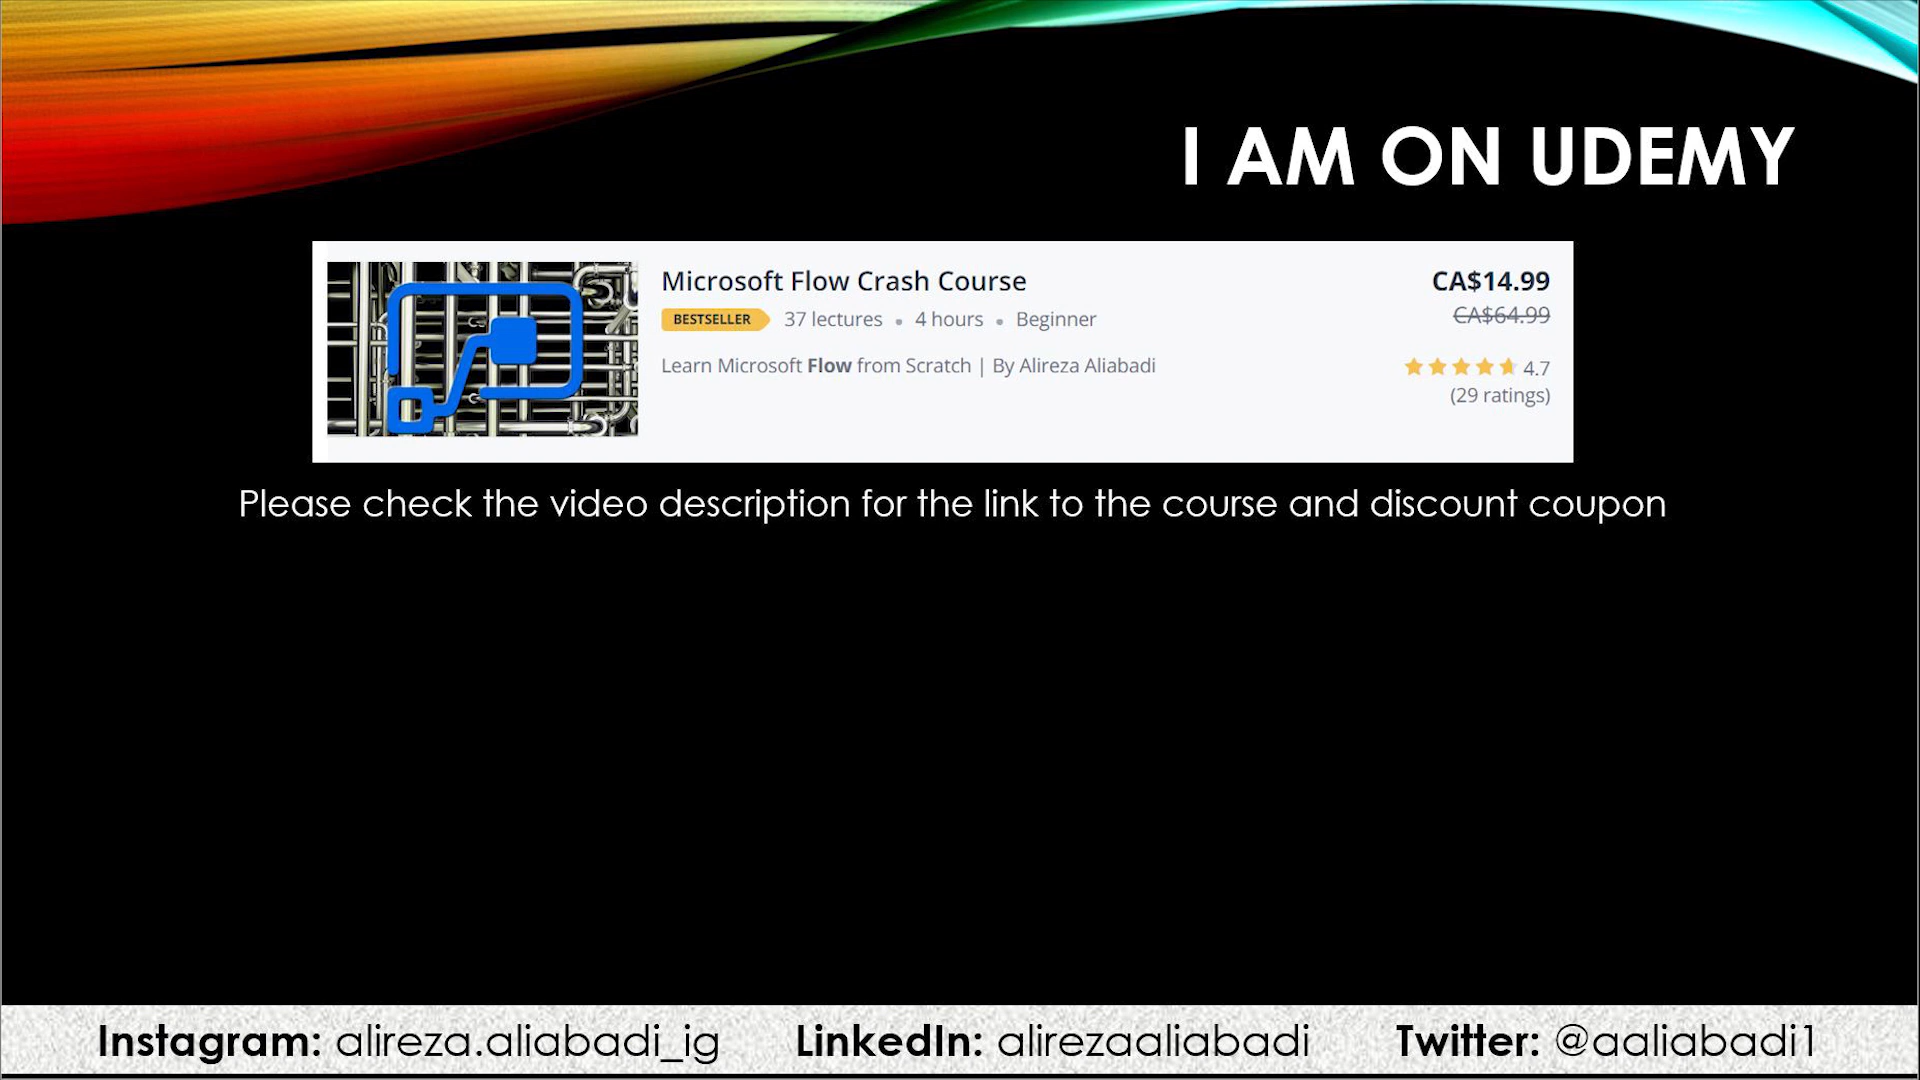 I AM ON UDEMY
Microsoft Flow Crash Course
CA$14.99
BESTSELLER 37 lectures • 4 hours • Beginner
CA$64.99
Learn Microsoft Flow from Scratch | By Alireza Aliabadi
4.7
(29 ratings)
Please check the video description for the link to the course and discount coupon
Instagram: alireza.aliabadi_ig LinkedIn: alirezaaliabadi Twitter: @aaliabadi1